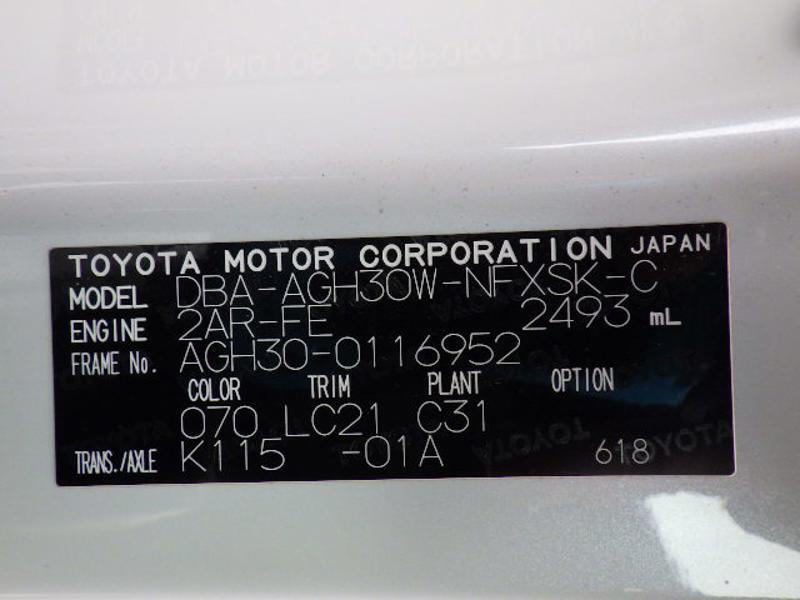 TOYOTA MOTOR CORPORATION JAPAN
MODEL DBA-AGH30W-NFXSK-C
ENGINE 2AR-FE 2493 mL
FRAME No. AGH30-0116952
COLOR TRIM PLANT OPTION
070 LC21 C31
TRANS./AXLE K115 -01A 618